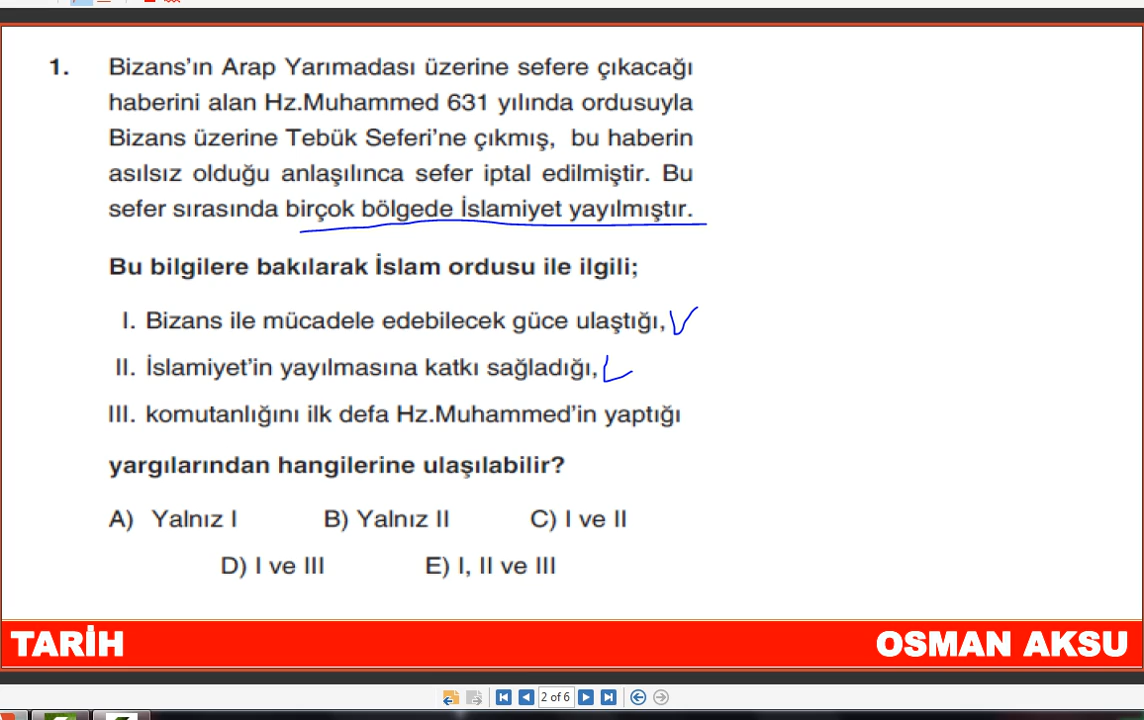 1. Bizans'ın Arap Yarımadası üzerine sefere çıkacağı
haberini alan Hz.Muhammed 631 yılında ordusuyla
Bizans üzerine Tebük Seferi'ne çıkmış, bu haberin
asılsız olduğu anlaşılınca sefer iptal edilmiştir. Bu
sefer sırasında birçok bölgede İslamiyet yayılmıştır.
Bu bilgilere bakılarak İslam ordusu ile ilgili;
I. Bizans ile mücadele edebilecek güce ulaştığı,
II. İslamiyet'in yayılmasına katkı sağladığı,
III. komutanlığını ilk defa Hz.Muhammed'in yaptığı
yargılarından hangilerine ulaşılabilir?
A) Yalnız I B) Yalnız II C) I ve II
D) I ve III E) I, II ve III
TARİH OSMAN AKSU
2 of 6